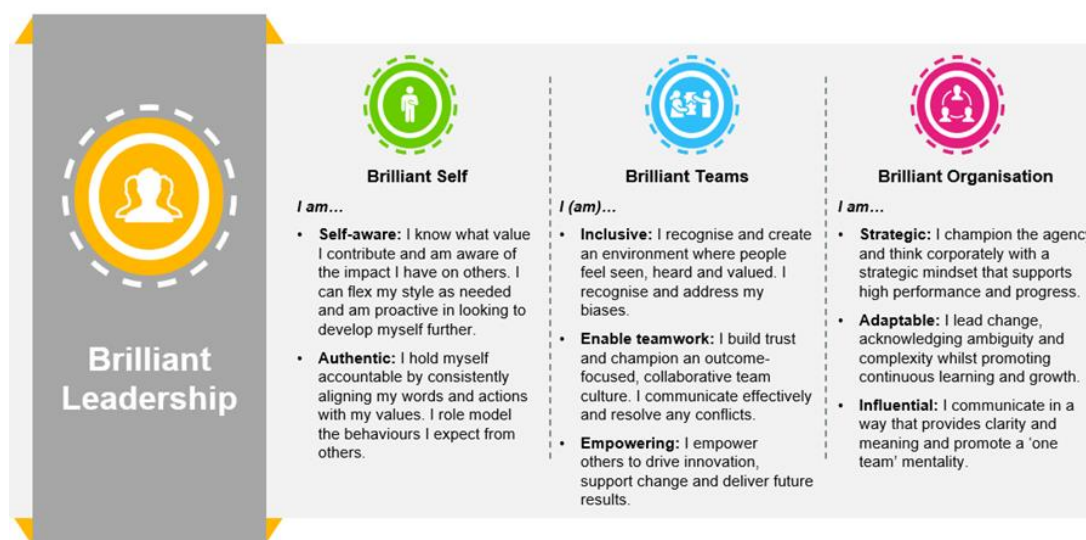 Brilliant
Leadership
Brilliant Self
I am…
• Self-aware: I know what value
I contribute and am aware of
the impact I have on others. I
can flex my style as needed
and am proactive in looking to
develop myself further.
• Authentic: I hold myself
accountable by consistently
aligning my words and actions
with my values. I role model
the behaviours I expect from
others.
Brilliant Teams
I (am)…
• Inclusive: I recognise and create
an environment where people
feel seen, heard and valued. I
recognise and address my
biases.
• Enable teamwork: I build trust
and champion an outcome-
focused, collaborative team
culture. I communicate effectively
and resolve any conflicts.
• Empowering: I empower
others to drive innovation,
support change and deliver future
results.
Brilliant Organisation
I am…
• Strategic: I champion the agency
and think corporately with a
strategic mindset that supports
high performance and progress.
• Adaptable: I lead change,
acknowledging ambiguity and
complexity whilst promoting
continuous learning and growth.
• Influential: I communicate in a
way that provides clarity and
meaning and promote a ‘one
team’ mentality.